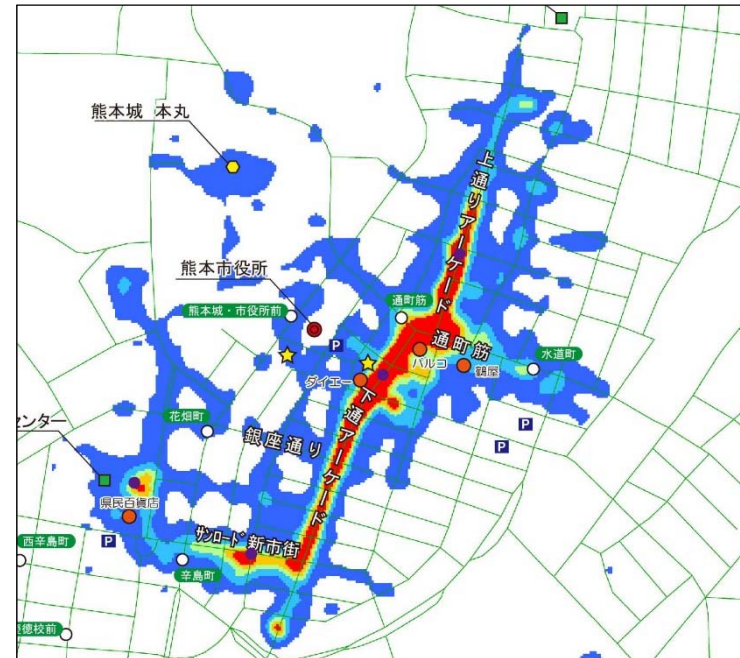 熊本城 本丸
上通りアーケード
熊本市役所
熊本城・市役所前
通町筋
P
通町筋
パルコ
水道町
鶴屋
ダイエー
下通アーケード
花畑町
銀座通り
P
P
センター
県民百貨店
サンロード新市街
西辛島町
P
辛島町
校前